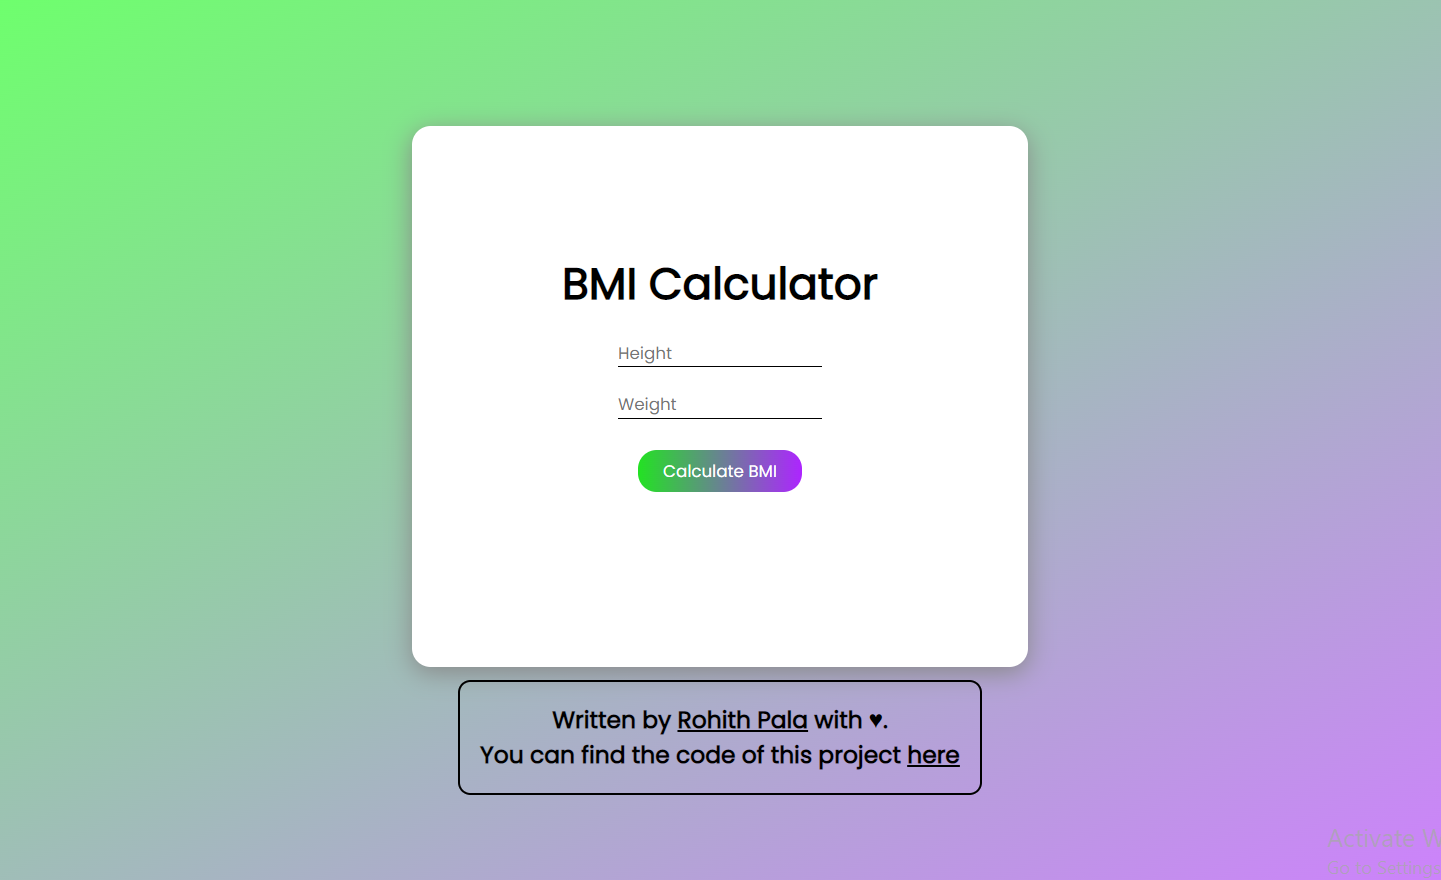 BMI Calculator
Height
Weight
Calculate BMI
Written by Rohith Pala with ♥.
You can find the code of this project here
Activate W